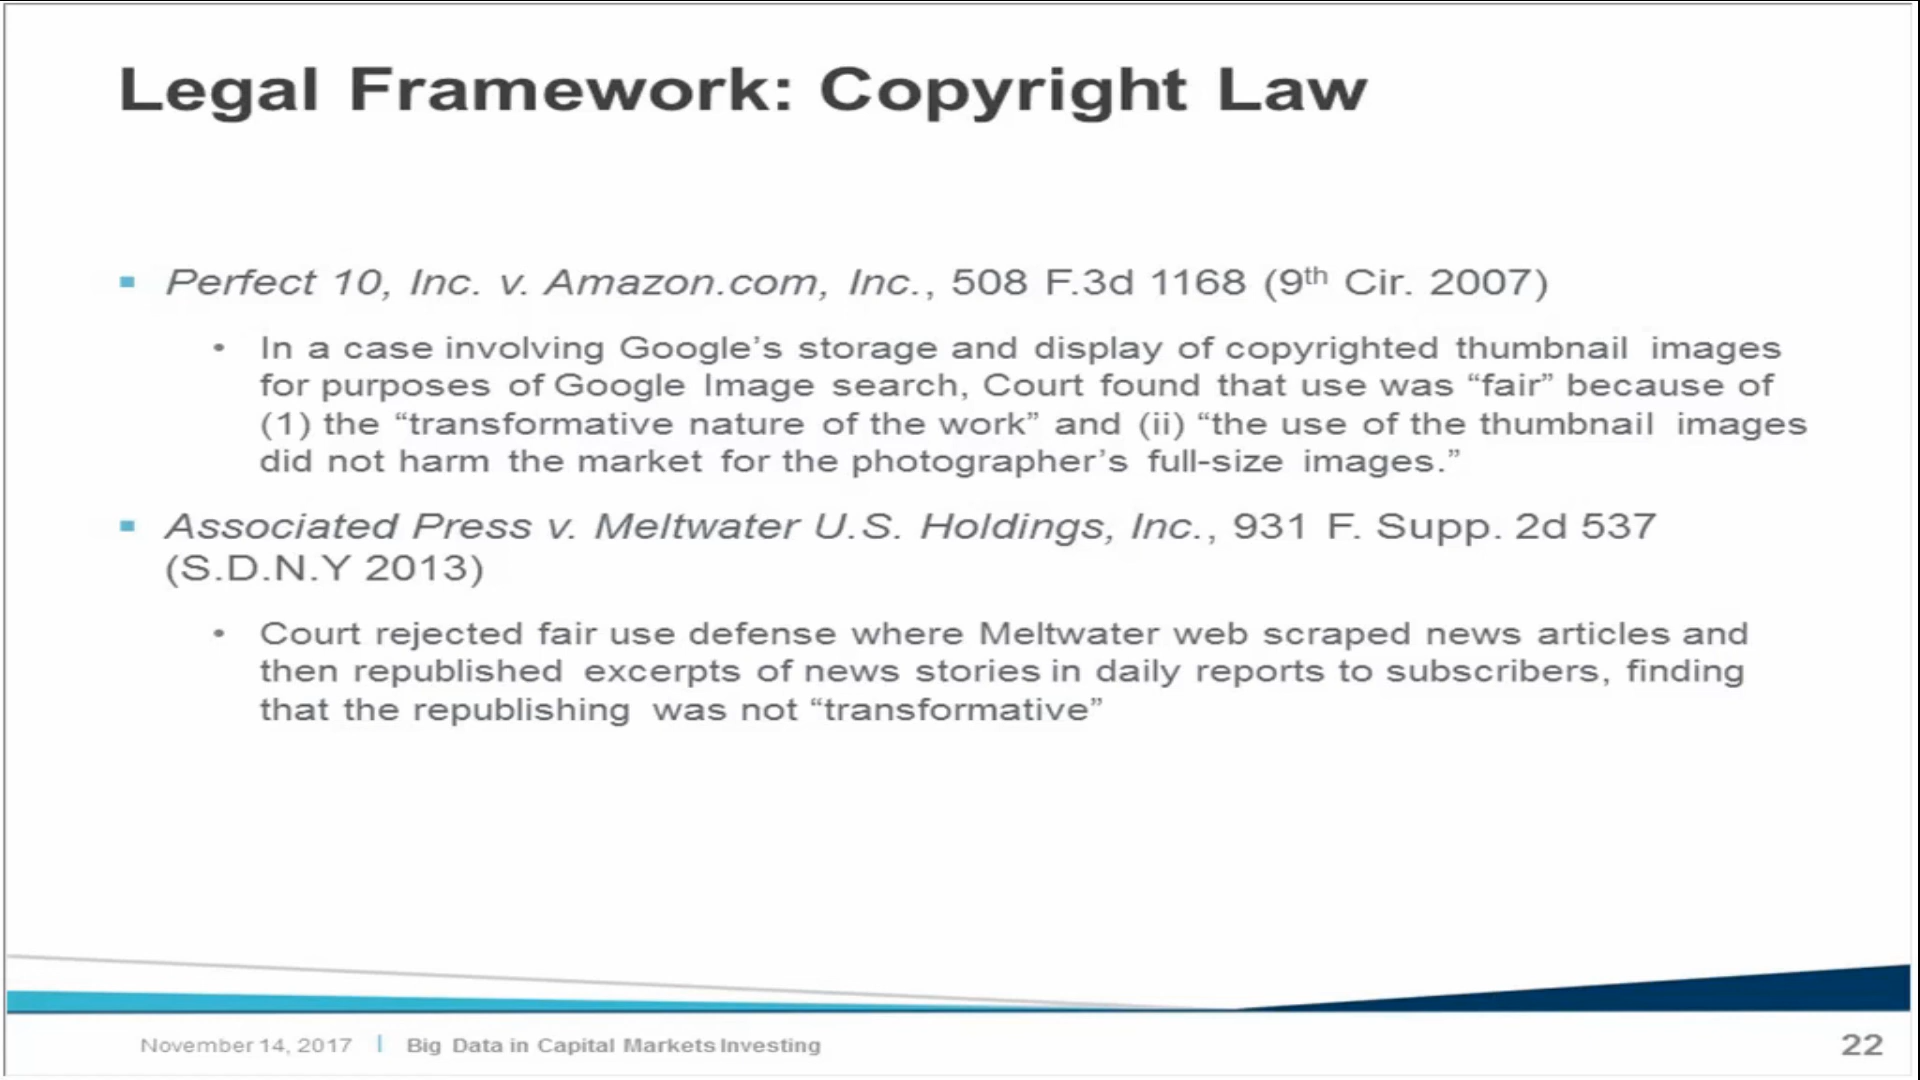 Legal Framework: Copyright Law
Perfect 10, Inc. v. Amazon.com, Inc., 508 F.3d 1168 (9th Cir. 2007)
• In a case involving Google’s storage and display of copyrighted thumbnail images
for purposes of Google Image search, Court found that use was “fair” because of
(1) the “transformative nature of the work” and (ii) “the use of the thumbnail images
did not harm the market for the photographer’s full-size images.”
Associated Press v. Meltwater U.S. Holdings, Inc., 931 F. Supp. 2d 537
(S.D.N.Y 2013)
• Court rejected fair use defense where Meltwater web scraped news articles and
then republished excerpts of news stories in daily reports to subscribers, finding
that the republishing was not “transformative”
November 14, 2017 | Big Data in Capital Markets Investing
22